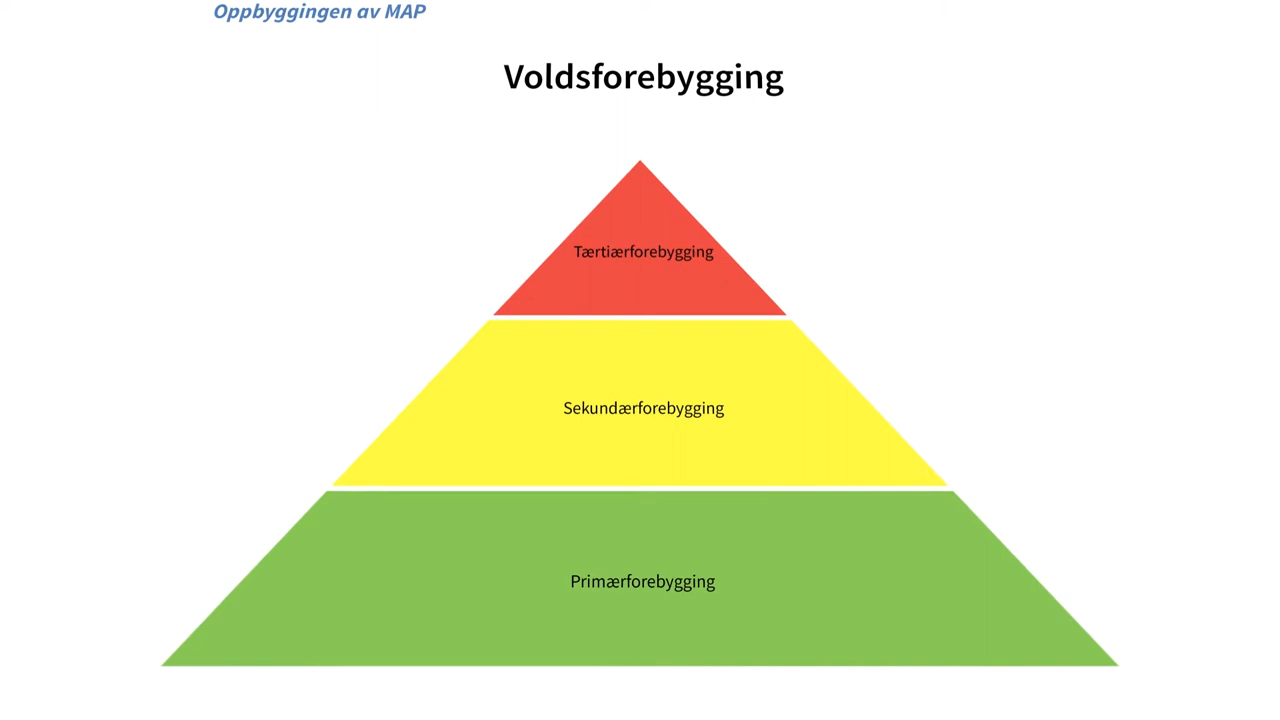 Oppbyggingen av MAP
Voldsforebygging
Tærtiærforebygging
Sekundærforebygging
Primærforebygging